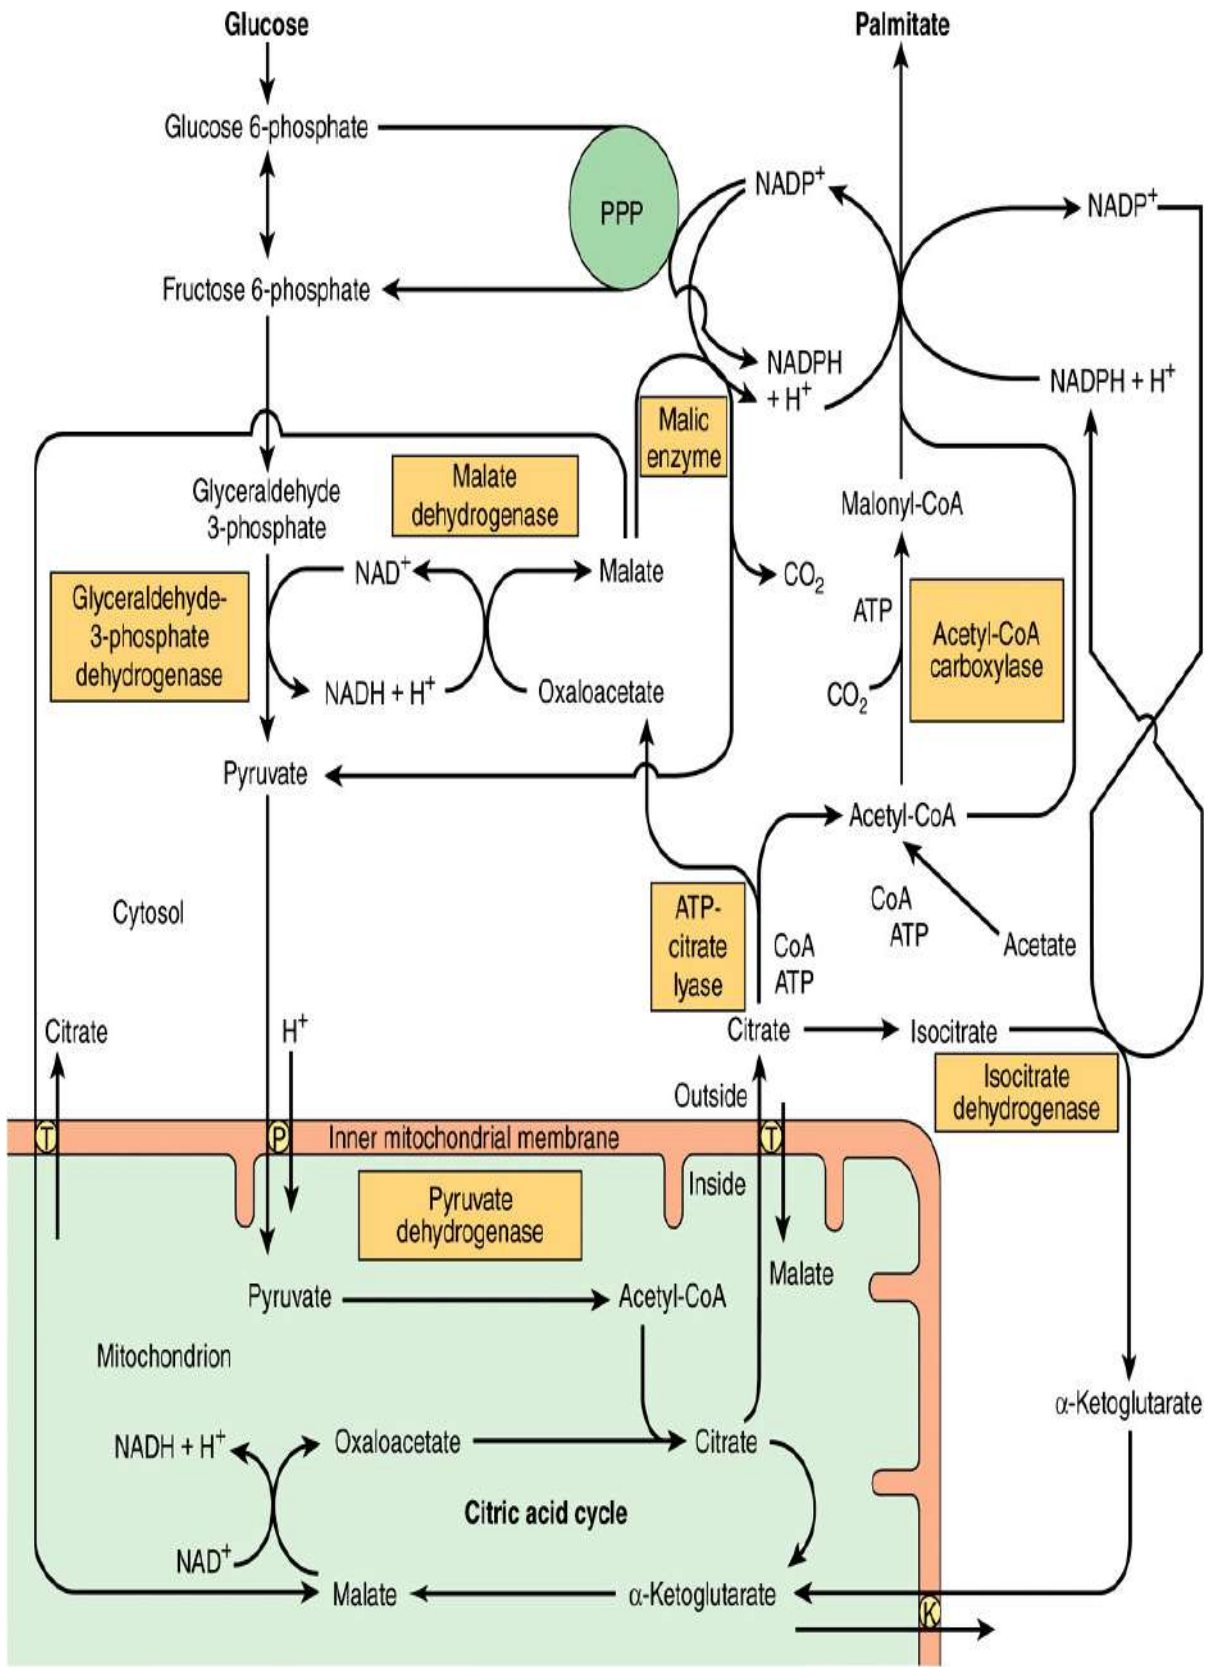 Glucose
Palmitate
Glucose 6-phosphate
PPP
NADP+
NADP+
Fructose 6-phosphate
NADPH
+ H+
NADPH + H+
Malic
enzyme
Malate
dehydrogenase
Glyceraldehyde
3-phosphate
Malonyl-CoA
NAD+
Malate
CO2
Glyceraldehyde-
3-phosphate
dehydrogenase
ATP
Acetyl-CoA
carboxylase
NADH + H+
Oxaloacetate
CO2
Pyruvate
Acetyl-CoA
Cytosol
ATP-
citrate
lyase
CoA
ATP
CoA
ATP
Acetate
Citrate
H+
Citrate
Isocitrate
Isocitrate
dehydrogenase
Outside
T
P
Inner mitochondrial membrane
T
Inside
Pyruvate
dehydrogenase
Malate
Pyruvate
Acetyl-CoA
Mitochondrion
α-Ketoglutarate
NADH + H+
Oxaloacetate
Citrate
Citric acid cycle
NAD+
Malate
α-Ketoglutarate
K